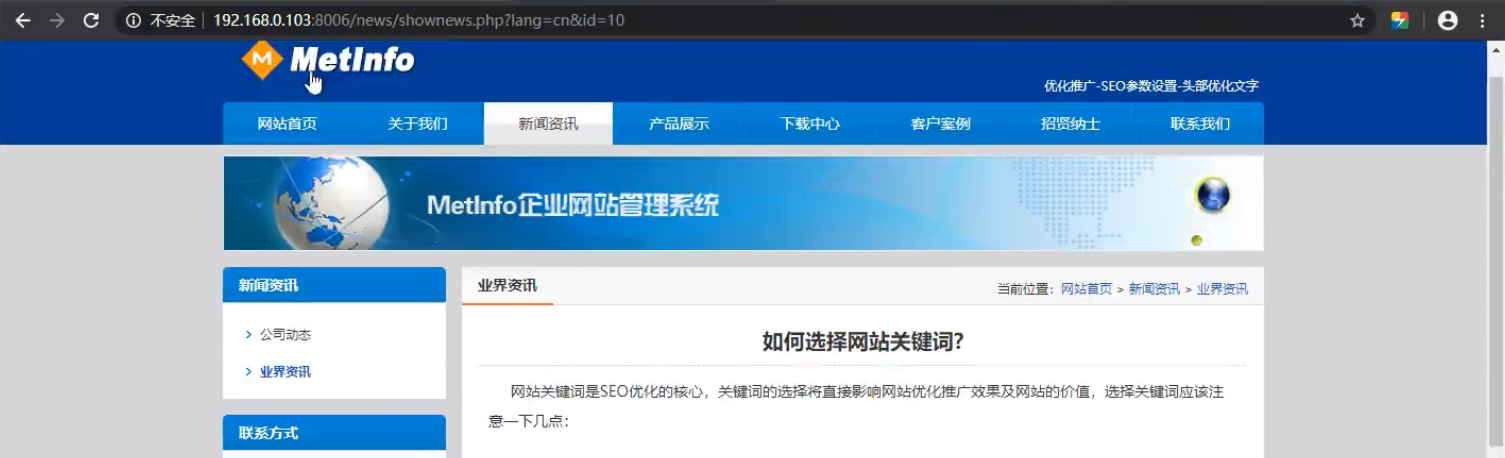 不安全 192.168.0.103:8006/news/shownews.php?lang=cn&id=10
M MetInfo
优化推广-SEO参数设置-头部优化文字
网站首页 关于我们 新闻资讯 产品展示 下载中心 客户案例 招贤纳士 联系我们
MetInfo企业网站管理系统
新闻资讯
公司动态
业界资讯
联系方式
业界资讯
当前位置：网站首页 > 新闻资讯 > 业界资讯
如何选择网站关键词?
网站关键词是SEO优化的核心，关键词的选择将直接影响网站优化推广效果及网站的价值，选择关键词应该注
意一下几点：